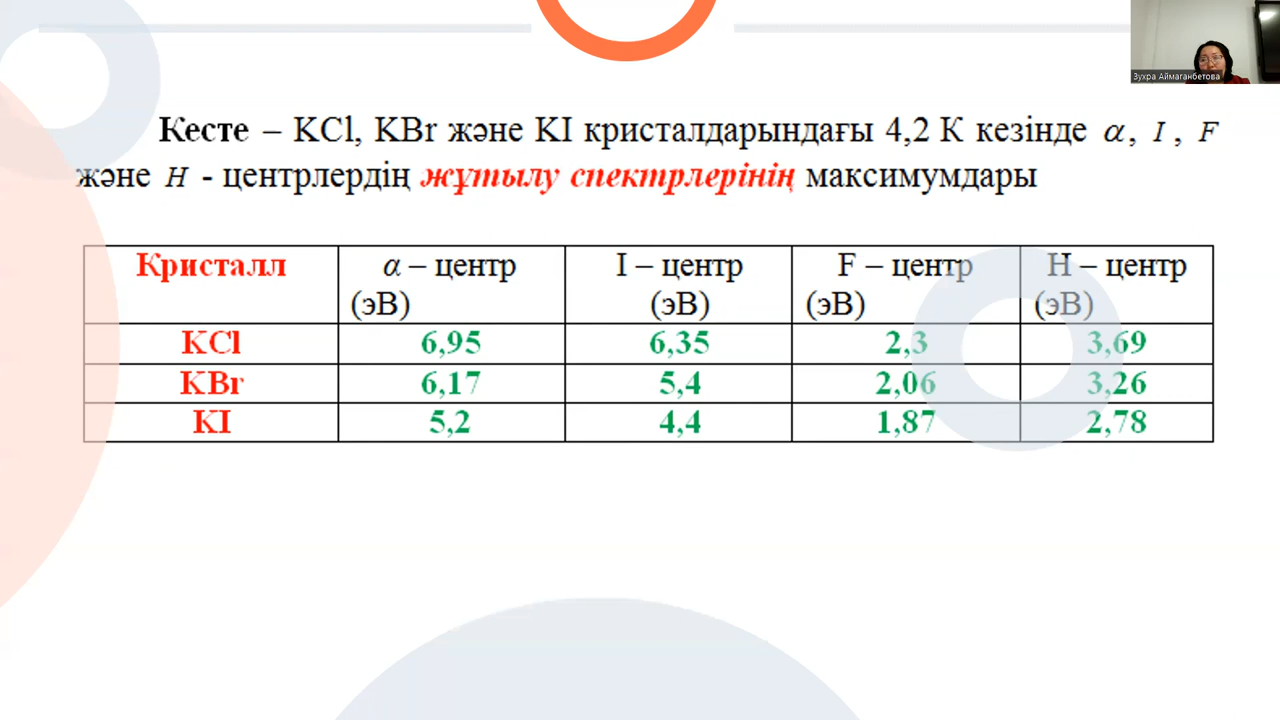 Зухра Аймаганбетова
Кесте – KCl, KBr және KI кристалдарындағы 4,2 K кезінде α, I, F
және H - центрлердің жұтылу спектрлерінің максимумдары
Кристалл α – центр (эВ) I – центр (эВ) F – центр (эВ) H – центр (эВ)
KCl 6,95 6,35 2,3 3,69
KBr 6,17 5,4 2,06 3,26
KI 5,2 4,4 1,87 2,78